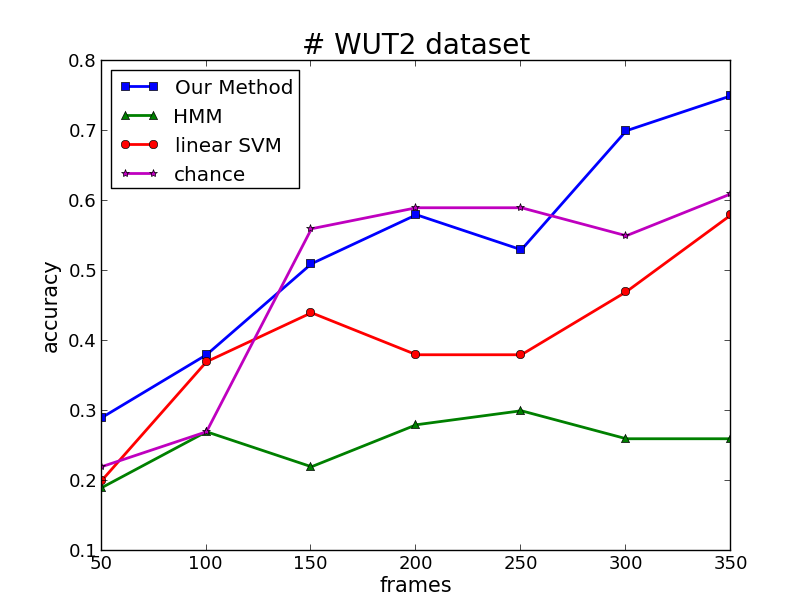 # WUT2 dataset
Our Method
HMM
linear SVM
chance
accuracy
0.8
0.7
0.6
0.5
0.4
0.3
0.2
0.1
50 100 150 200 250 300 350
frames